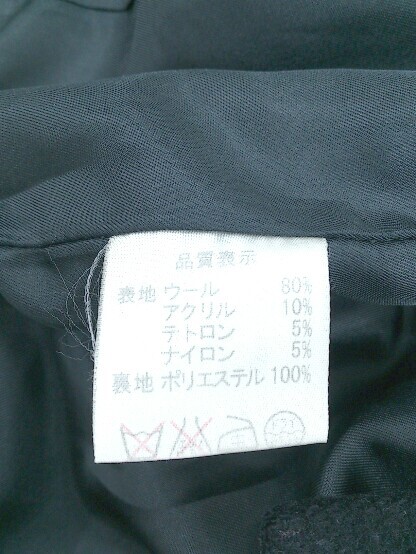 品質表示
表地 ウール 80%
アクリル 10%
テトロン 5%
ナイロン 5%
裏地 ポリエステル 100%